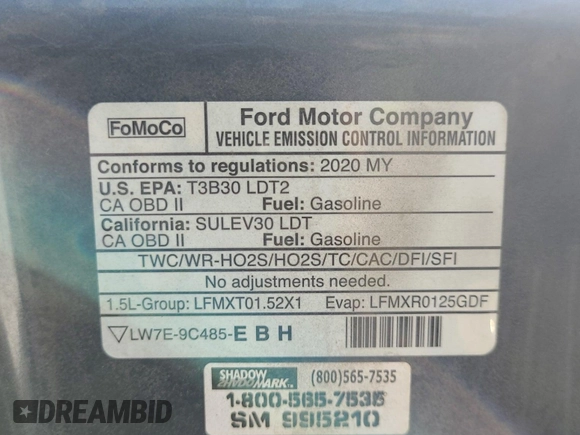 FoMoCo
Ford Motor Company
VEHICLE EMISSION CONTROL INFORMATION
Conforms to regulations: 2020 MY
U.S. EPA: T3B30 LDT2
CA OBD II Fuel: Gasoline
California: SULEV30 LDT
CA OBD II Fuel: Gasoline
TWC/WR-HO2S/HO2S/TC/CAC/DFI/SFI
No adjustments needed.
1.5L-Group: LFMXT01.52X1 Evap: LFMXR0125GDF
LW7E-9C485-E B H
SHADOW MARK™ (800)565-7535
1-800-565-7535
SM 995210
DREAMBID